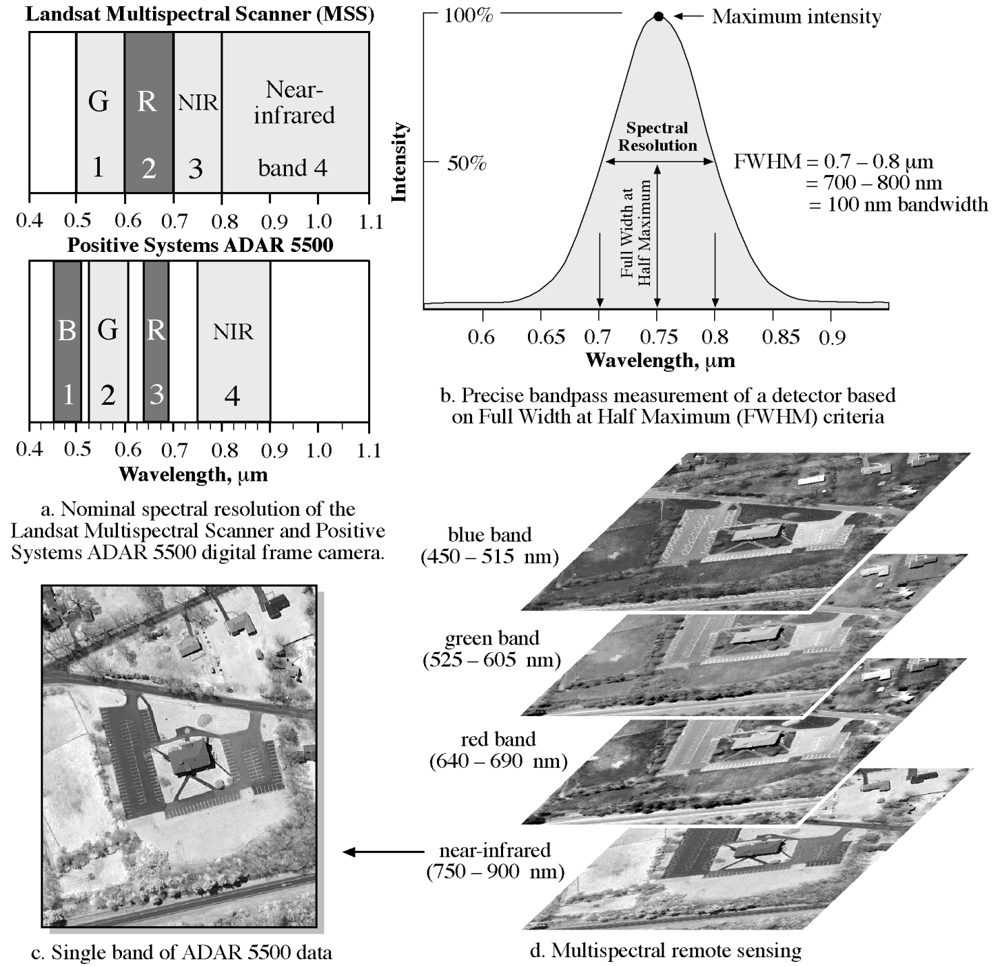 Landsat Multispectral Scanner (MSS)
G
R
NIR
Near-
infrared
1
2
3
band 4
0.4 0.5 0.6 0.7 0.8 0.9 1.0 1.1
Positive Systems ADAR 5500
B
G
R
NIR
1
2
3
4
0.4 0.5 0.6 0.7 0.8 0.9 1.0 1.1
Wavelength, μm
a. Nominal spectral resolution of the
Landsat Multispectral Scanner and Positive
Systems ADAR 5500 digital frame camera.
100%
Maximum intensity
Intensity
50%
Spectral
Resolution
Full Width at
Half Maximum
FWHM = 0.7 – 0.8 μm
= 700 – 800 nm
= 100 nm bandwidth
0.6 0.65 0.7 0.75 0.8 0.85 0.9
Wavelength, μm
b. Precise bandpass measurement of a detector based
on Full Width at Half Maximum (FWHM) criteria
c. Single band of ADAR 5500 data
blue band
(450 – 515 nm)
green band
(525 – 605 nm)
red band
(640 – 690 nm)
near-infrared
(750 – 900 nm)
d. Multispectral remote sensing